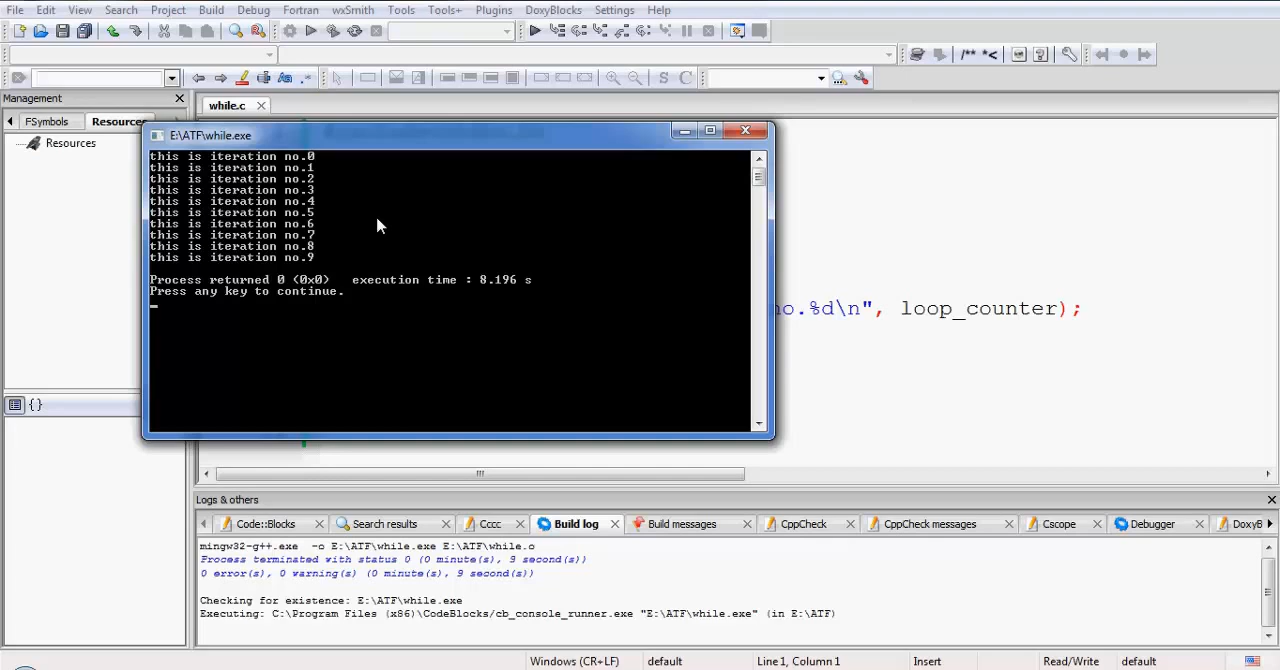 File Edit View Search Project Build Debug Fortran wxSmith Tools Tools+ Plugins DoxyBlocks Settings Help
/** *<
S C
Management
while.c
FSymbols Resources
Resources
E:\ATF\while.exe
this is iteration no.0
this is iteration no.1
this is iteration no.2
this is iteration no.3
this is iteration no.4
this is iteration no.5
this is iteration no.6
this is iteration no.7
this is iteration no.8
this is iteration no.9
Process returned 0 (0x0) execution time : 8.196 s
Press any key to continue.
no.%d\n", loop_counter);
{}
Logs & others
Code::Blocks Search results Cccc Build log Build messages CppCheck CppCheck messages Cscope Debugger DoxyB
mingw32-g++.exe -o E:\ATF\while.exe E:\ATF\while.o
Process terminated with status 0 (0 minute(s), 9 second(s))
0 error(s), 0 warning(s) (0 minute(s), 9 second(s))
Checking for existence: E:\ATF\while.exe
Executing: C:\Program Files (x86)\CodeBlocks/cb_console_runner.exe "E:\ATF\while.exe" (in E:\ATF)
Windows (CR+LF) default Line 1, Column 1 Insert Read/Write default